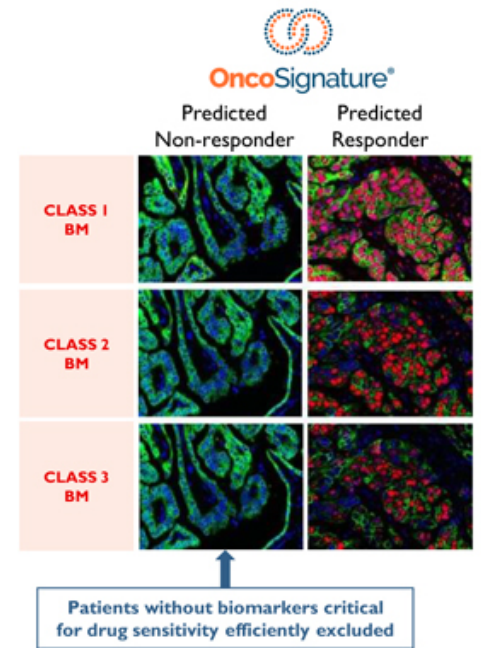 OncoSignature®
Predicted
Non-responder
Predicted
Responder
CLASS 1
BM
CLASS 2
BM
CLASS 3
BM
Patients without biomarkers critical
for drug sensitivity efficiently excluded